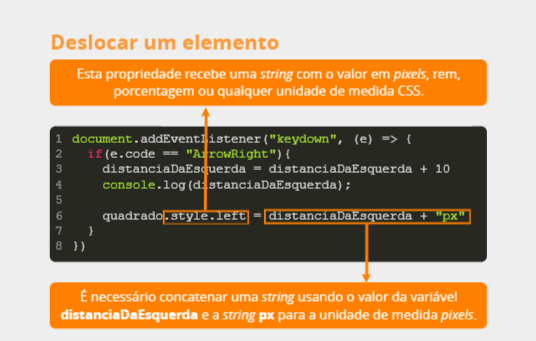 Deslocar um elemento
Esta propriedade recebe uma string com o valor em pixels, rem,
porcentagem ou qualquer unidade de medida CSS.
1 document.addEventListener("keydown", (e) => {
2 if(e.code == "ArrowRight"){
3 distanciaDaEsquerda = distanciaDaEsquerda + 10
4 console.log(distanciaDaEsquerda);
5
6 quadrado.style.left = distanciaDaEsquerda + "px"
7 }
8 })
É necessário concatenar uma string usando o valor da variável
distanciaDaEsquerda e a string px para a unidade de medida pixels.